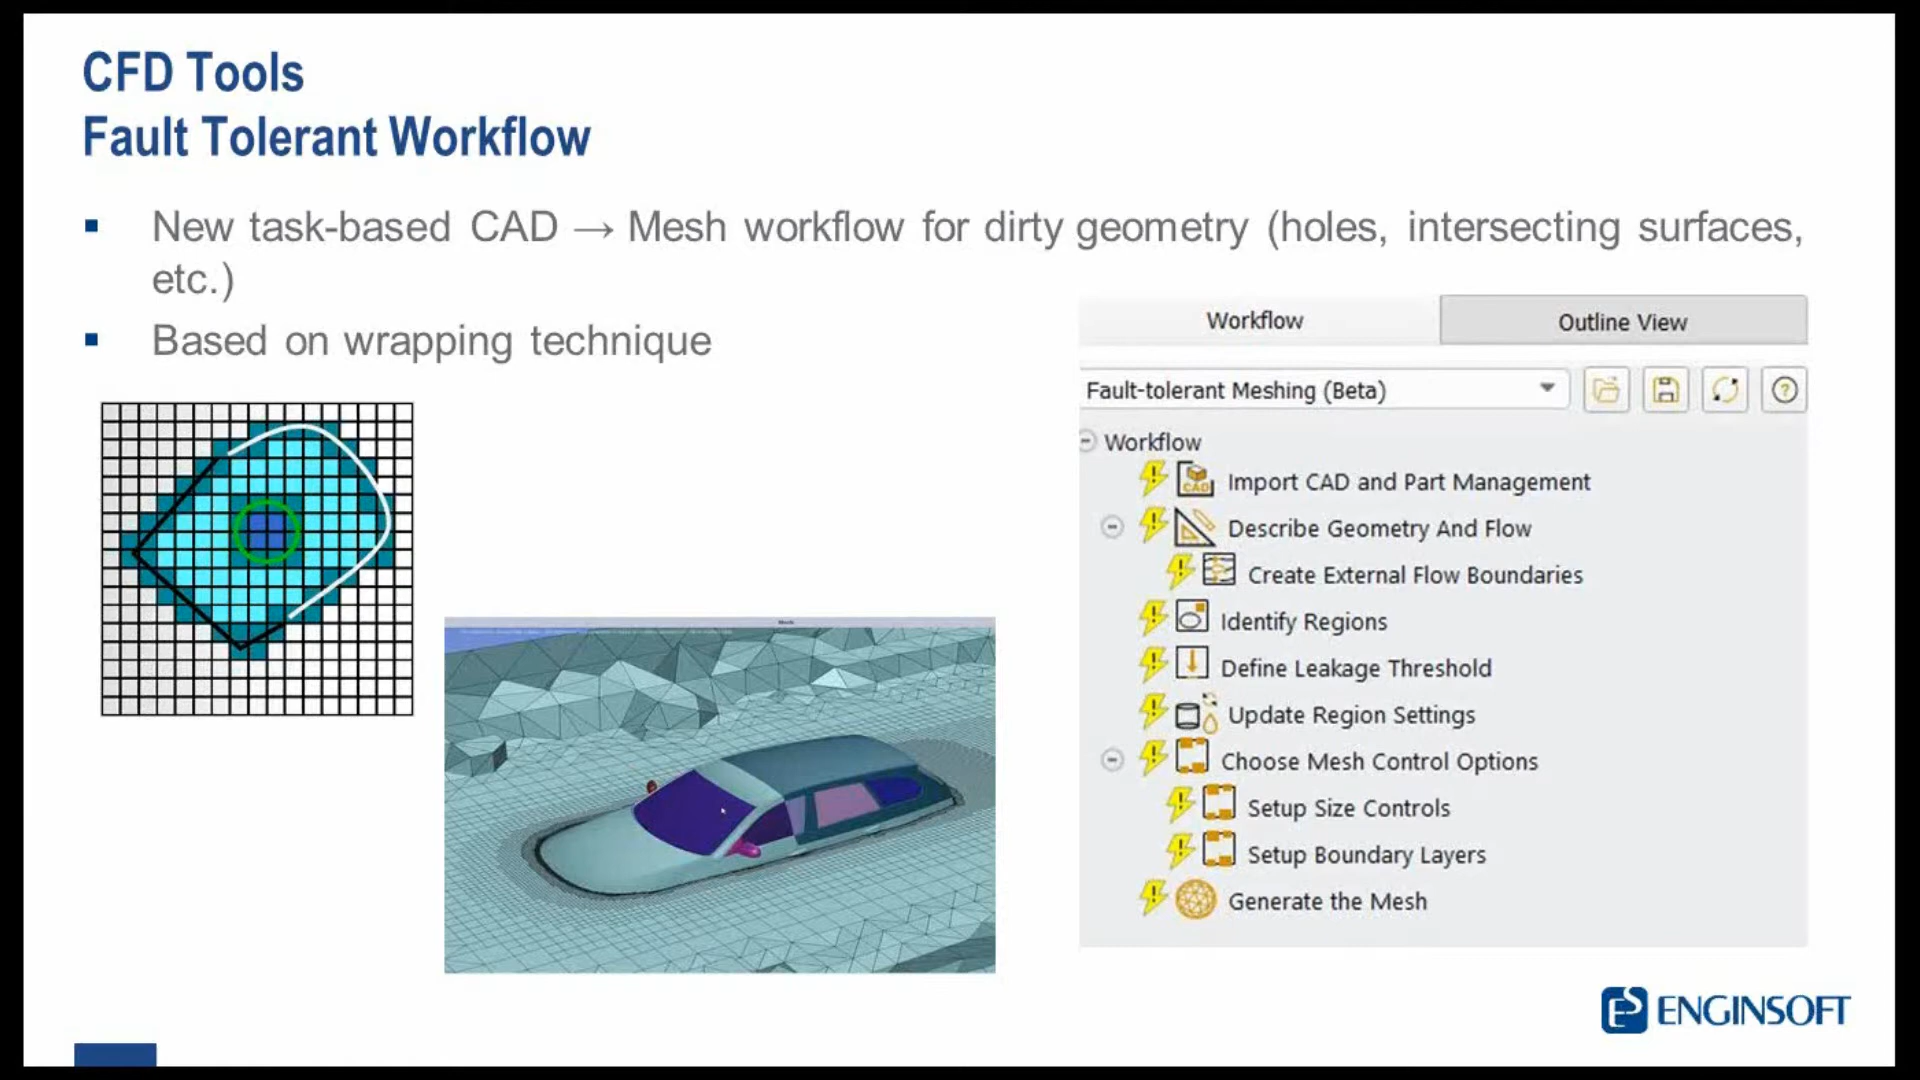 CFD Tools
Fault Tolerant Workflow
▪ New task-based CAD → Mesh workflow for dirty geometry (holes, intersecting surfaces,
etc.)
▪ Based on wrapping technique
Workflow
Outline View
Fault-tolerant Meshing (Beta)
Workflow
CAD
Import CAD and Part Management
Describe Geometry And Flow
Create External Flow Boundaries
Identify Regions
Define Leakage Threshold
Update Region Settings
Choose Mesh Control Options
Setup Size Controls
Setup Boundary Layers
Generate the Mesh
ENGINSOFT